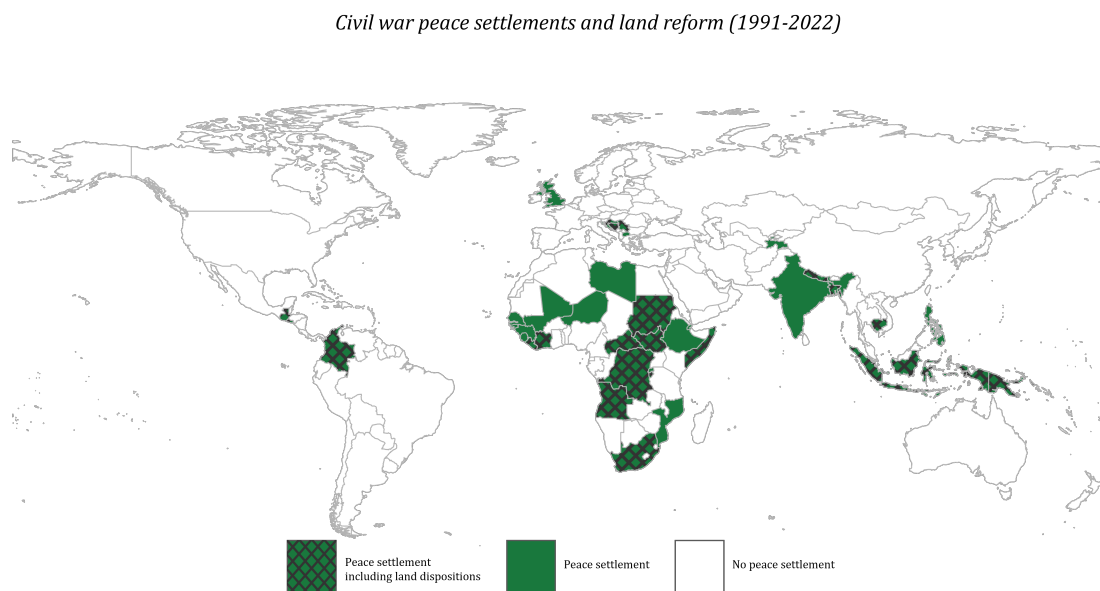 Civil war peace settlements and land reform (1991-2022)
Peace settlement
including land dispositions
Peace settlement
No peace settlement